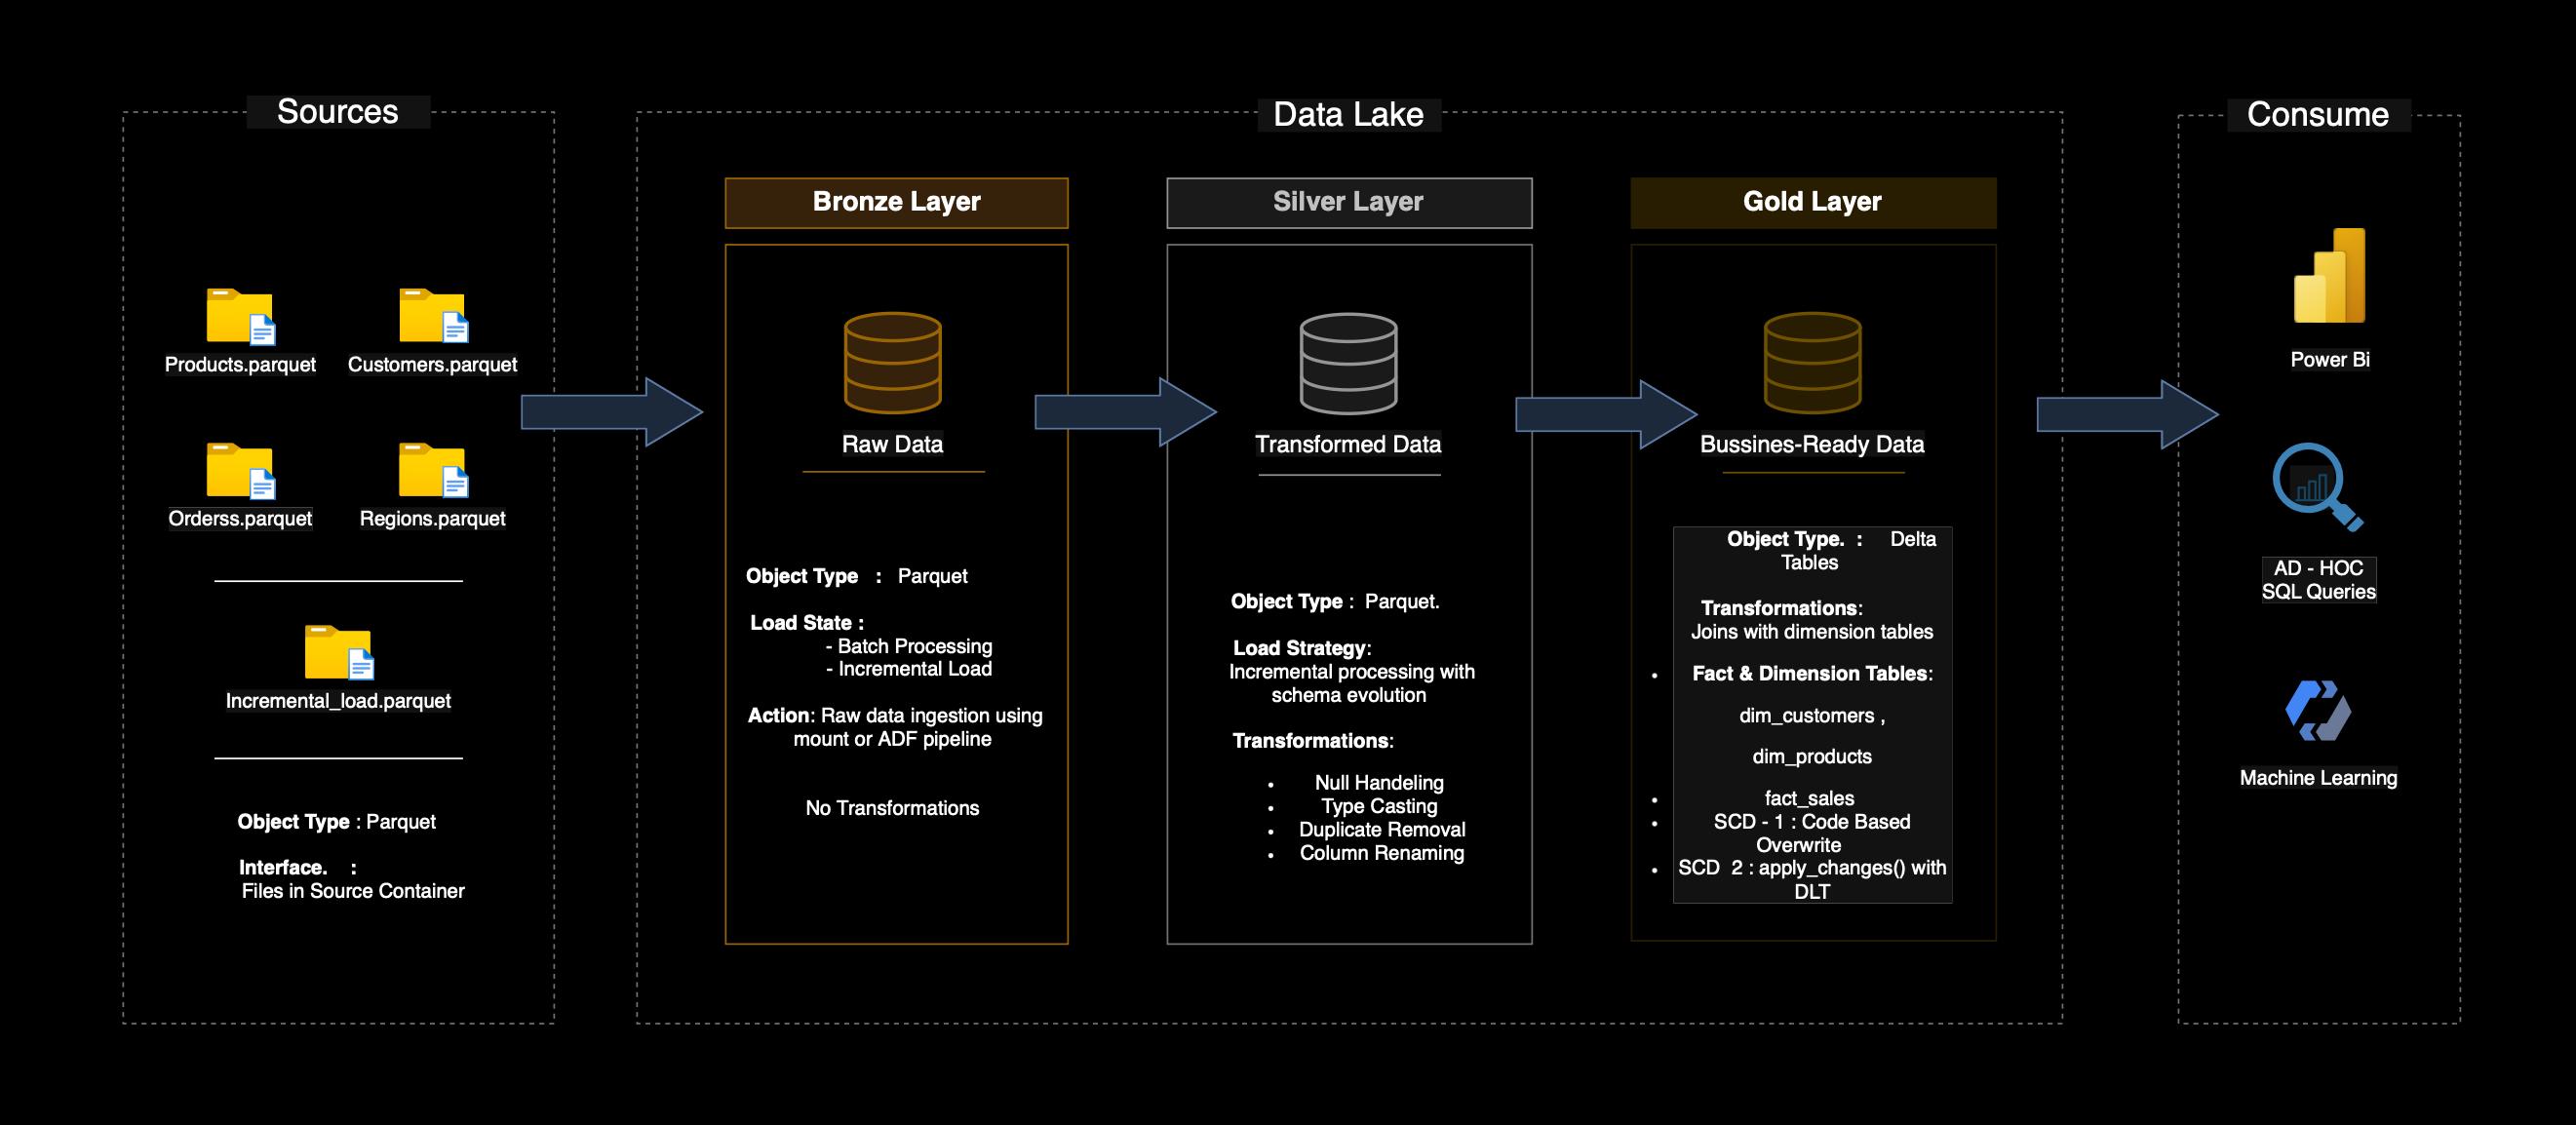 Sources
Products.parquet
Customers.parquet
Orderss.parquet
Regions.parquet
Incremental_load.parquet
Object Type : Parquet
Interface. :
Files in Source Container
Data Lake
Bronze Layer
Raw Data
Object Type : Parquet
Load State :
- Batch Processing
- Incremental Load
Action: Raw data ingestion using
mount or ADF pipeline
No Transformations
Silver Layer
Transformed Data
Object Type : Parquet.
Load Strategy:
Incremental processing with
schema evolution
Transformations:
• Null Handeling
• Type Casting
• Duplicate Removal
• Column Renaming
Gold Layer
Bussines-Ready Data
Object Type. : Delta
Tables
Transformations:
Joins with dimension tables
• Fact & Dimension Tables:
dim_customers ,
dim_products
• fact_sales
• SCD - 1 : Code Based
Overwrite
• SCD 2 : apply_changes() with
DLT
Consume
Power Bi
AD - HOC
SQL Queries
Machine Learning